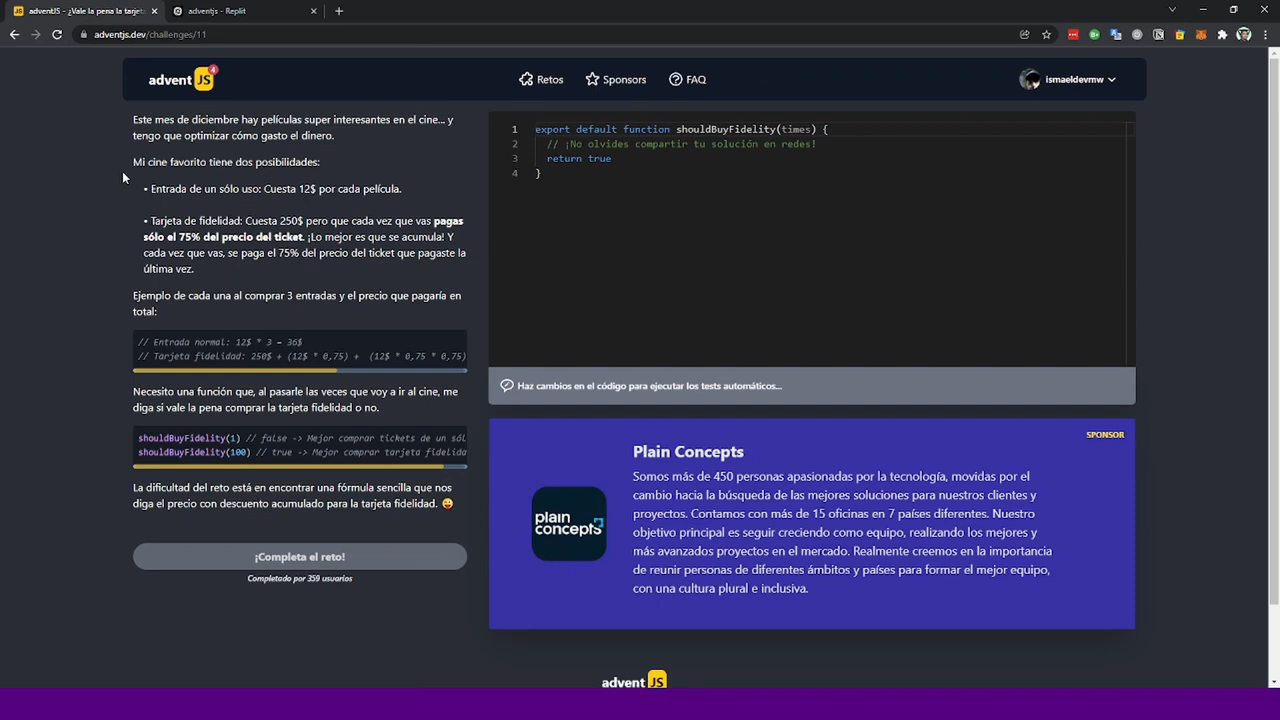 adventJS - ¿Vale la pena la tarjeta
adventjs - Replit
adventjs.dev/challenges/11
advent JS 4
Retos
Sponsors
FAQ
ismaeldevmw
Este mes de diciembre hay películas super interesantes en el cine... y
tengo que optimizar cómo gasto el dinero.
Mi cine favorito tiene dos posibilidades:
• Entrada de un sólo uso: Cuesta 12$ por cada película.
• Tarjeta de fidelidad: Cuesta 250$ pero que cada vez que vas pagas
sólo el 75% del precio del ticket. ¡Lo mejor es que se acumula! Y
cada vez que vas, se paga el 75% del precio del ticket que pagaste la
última vez.
Ejemplo de cada una al comprar 3 entradas y el precio que pagaría en
total:
// Entrada normal: 12$ * 3 = 36$
// Tarjeta fidelidad: 250$ + (12$ * 0,75) + (12$ * 0,75 * 0,75)
Necesito una función que, al pasarle las veces que voy a ir al cine, me
diga si vale la pena comprar la tarjeta fidelidad o no.
shouldBuyFidelity(1) // false -> Mejor comprar tickets de un sól
shouldBuyFidelity(100) // true -> Mejor comprar tarjeta fidelida
La dificultad del reto está en encontrar una fórmula sencilla que nos
diga el precio con descuento acumulado para la tarjeta fidelidad. 😛
¡Completa el reto!
Completado por 359 usuarios
1 export default function shouldBuyFidelity(times) {
2 // ¡No olvides compartir tu solución en redes!
3 return true
4 }
Haz cambios en el código para ejecutar los tests automáticos...
SPONSOR
plain
concepts
Plain Concepts
Somos más de 450 personas apasionadas por la tecnología, movidas por el
cambio hacia la búsqueda de las mejores soluciones para nuestros clientes y
proyectos. Contamos con más de 15 oficinas en 7 países diferentes. Nuestro
objetivo principal es seguir creciendo como equipo, realizando los mejores y
más avanzados proyectos en el mercado. Realmente creemos en la importancia
de reunir personas de diferentes ámbitos y países para formar el mejor equipo,
con una cultura plural e inclusiva.
advent JS